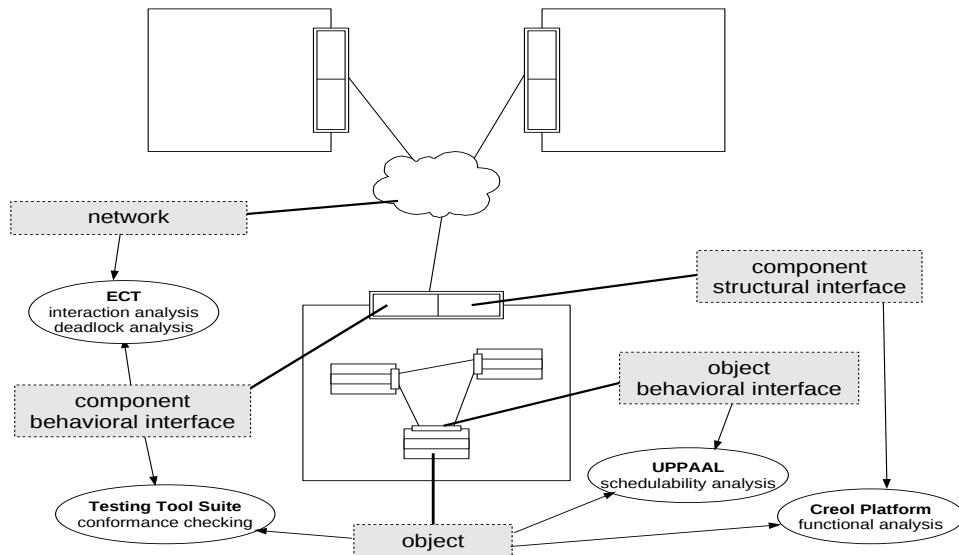 network
component
structural interface
ECT
interaction analysis
deadlock analysis
object
behavioral interface
component
behavioral interface
UPPAAL
schedulability analysis
Testing Tool Suite
conformance checking
Creol Platform
functional analysis
object